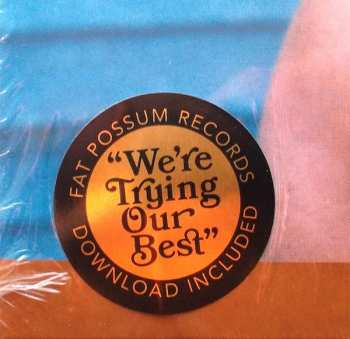 FAT POSSUM RECORDS
"We're
Trying
Our
Best"
DOWNLOAD INCLUDED